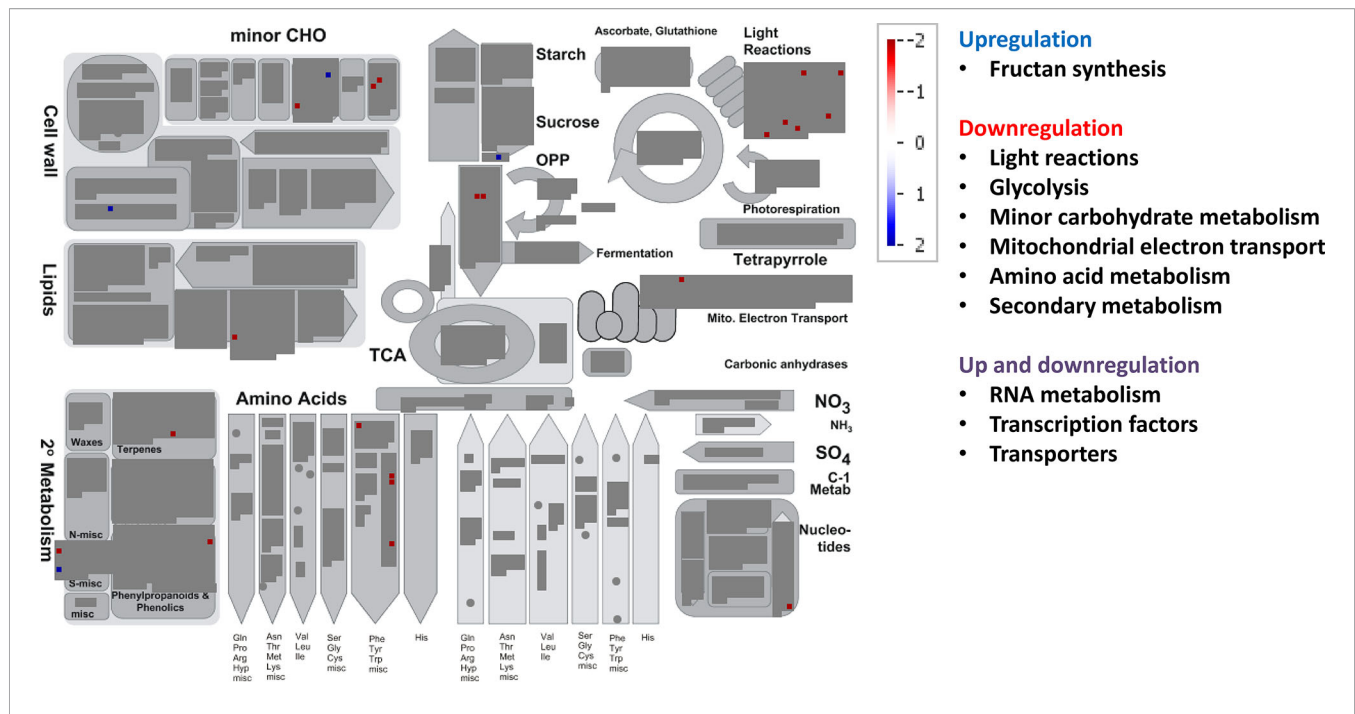 minor CHO
Cell wall
Lipids
2º Metabolism
Starch
Sucrose
OPP
Ascorbate, Glutathione
Light
Reactions
Photorespiration
Fermentation
Tetrapyrrole
Mito. Electron Transport
TCA
Carbonic anhydrases
Amino Acids
NO3
NH3
SO4
C-1
Metab
Nucleo-
tides
Waxes
Terpenes
N-misc
S-misc
misc
Phenylpropanoids &
Phenolics
Gln
Pro
Arg
Hyp
misc
Asn
Thr
Met
Lys
misc
Val
Leu
Ile
Ser
Gly
Cys
misc
Phe
Tyr
Trp
misc
His
Gln
Pro
Arg
Hyp
misc
Asn
Thr
Met
Lys
misc
Val
Leu
Ile
Ser
Gly
Cys
misc
Phe
Tyr
Trp
misc
His
--2
--1
- 0
- 1
- 2
Upregulation
• Fructan synthesis
Downregulation
• Light reactions
• Glycolysis
• Minor carbohydrate metabolism
• Mitochondrial electron transport
• Amino acid metabolism
• Secondary metabolism
Up and downregulation
• RNA metabolism
• Transcription factors
• Transporters